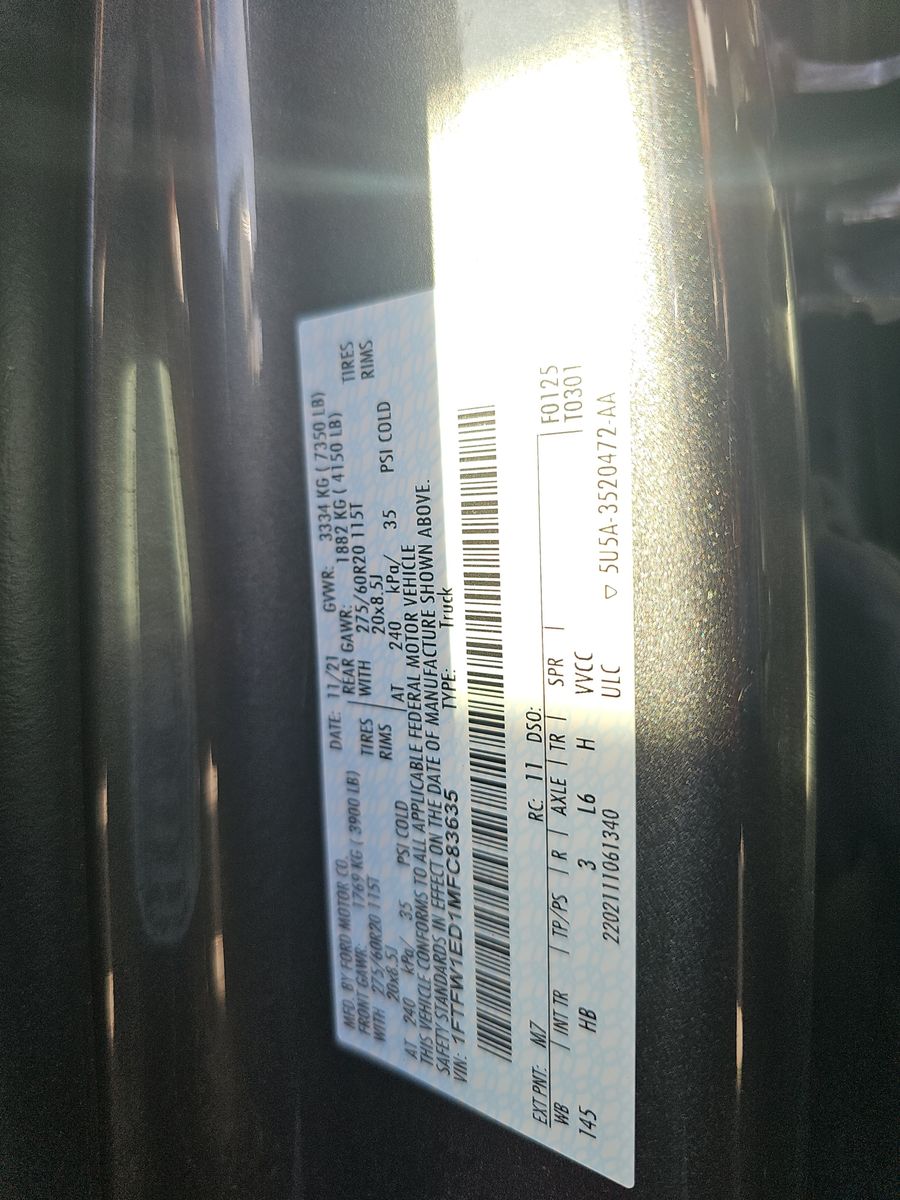 MFD. BY FORD MOTOR CO. DATE: 11/21 GVWR: 3334 KG ( 7350 LB)
FRONT GAWR: 1769 KG ( 3900 LB) REAR GAWR: 1882 KG ( 4150 LB)
WITH 275/60R20 115T TIRES WITH 275/60R20 115T TIRES
20x8.5J RIMS 20x8.5J RIMS
AT 240 kPa/ 35 PSI COLD AT 240 kPa/ 35 PSI COLD
THIS VEHICLE CONFORMS TO ALL APPLICABLE FEDERAL MOTOR VEHICLE
SAFETY STANDARDS IN EFFECT ON THE DATE OF MANUFACTURE SHOWN ABOVE.
VIN: 1FTFW1ED1MFC83635 TYPE: Truck
EXT PNT: M7 RC: 11 DSO: F0125
WB | INT TR | TP/PS | R | AXLE | TR | SPR | T0301
145 HB 3 L6 H VVCC
2202111061340 ULC ▽ 5U5A-3520472-AA